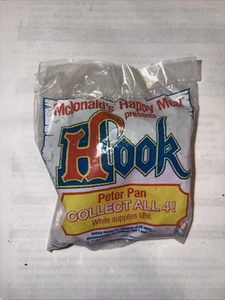 McDonald's Happy Meal
presents
Hook
Peter Pan
COLLECT ALL 4!
While supplies last.